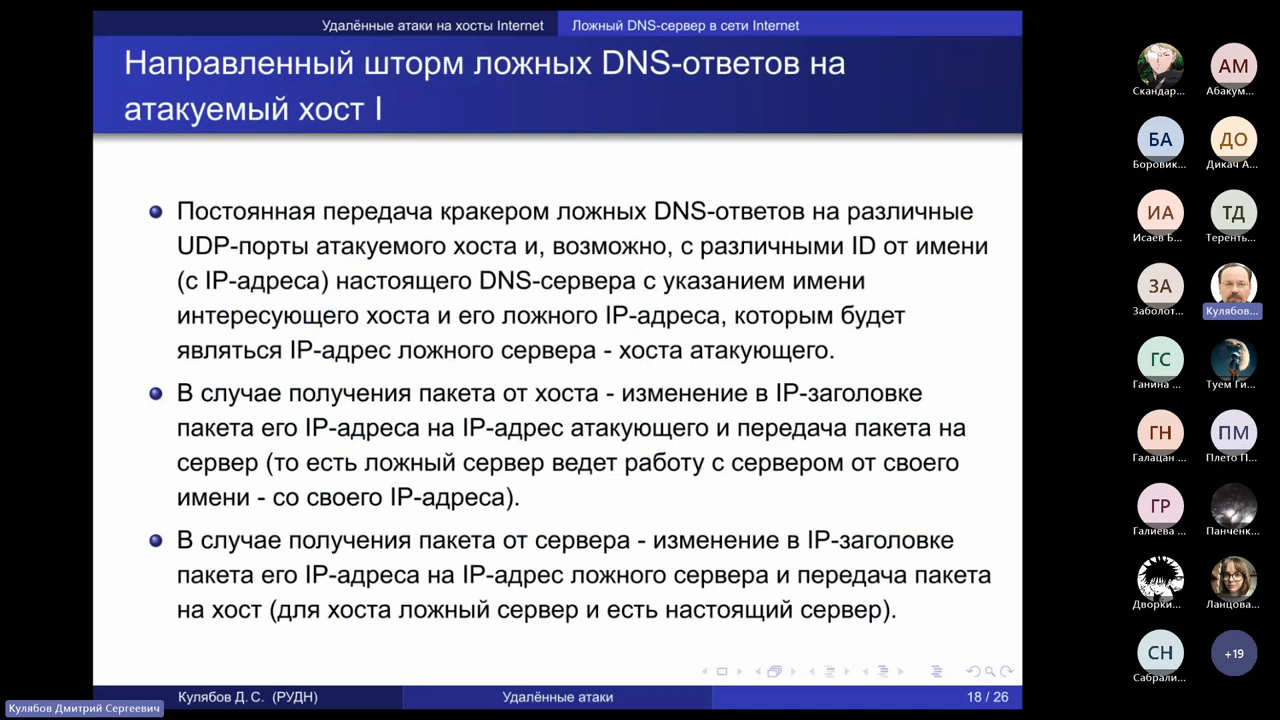 Удалённые атаки на хосты Internet
Ложный DNS-сервер в сети Internet
Направленный шторм ложных DNS-ответов на
атакуемый хост I
Постоянная передача кракером ложных DNS-ответов на различные
UDP-порты атакуемого хоста и, возможно, с различными ID от имени
(с IP-адреса) настоящего DNS-сервера с указанием имени
интересующего хоста и его ложного IP-адреса, которым будет
являться IP-адрес ложного сервера - хоста атакующего.
В случае получения пакета от хоста - изменение в IP-заголовке
пакета его IP-адреса на IP-адрес атакующего и передача пакета на
сервер (то есть ложный сервер ведет работу с сервером от своего
имени - со своего IP-адреса).
В случае получения пакета от сервера - изменение в IP-заголовке
пакета его IP-адреса на IP-адрес ложного сервера и передача пакета
на хост (для хоста ложный сервер и есть настоящий сервер).
Кулябов Д. С. (РУДН)
Удалённые атаки
18 / 26
Кулябов Дмитрий Сергеевич
Скандар...
АМ
Абакум...
БА
Боровик...
ДО
Дикач А...
ИА
Исаев Б...
ТД
Теренть...
ЗА
Заболот...
Кулябов...
ГС
Ганина ...
Туем Ги...
ГН
Галацан ...
ПМ
Плето П...
ГР
Галиева ...
Панченк...
Дворки...
Ланцова...
СН
Сабрали...
+19